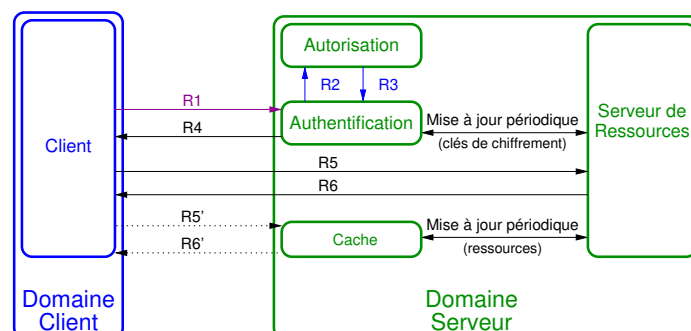 Autorisation
R2
R3
R1
Authentification
R4
Mise à jour périodique
(clés de chiffrement)
Serveur de
Ressources
Client
R5
R6
R5'
R6'
Cache
Mise à jour périodique
(ressources)
Domaine
Client
Domaine
Serveur